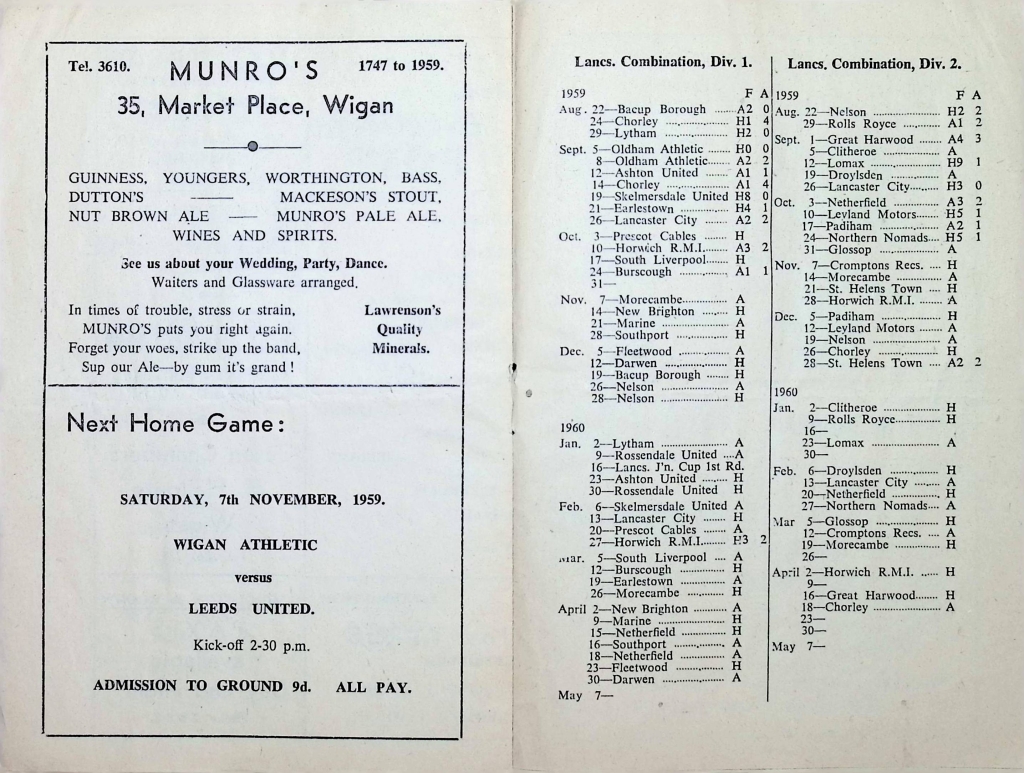 Tel. 3610. MUNRO'S 1747 to 1959.
35, Market Place, Wigan
GUINNESS, YOUNGERS, WORTHINGTON, BASS,
DUTTON'S —— MACKESON'S STOUT,
NUT BROWN ALE — MUNRO'S PALE ALE,
WINES AND SPIRITS.
See us about your Wedding, Party, Dance.
Waiters and Glassware arranged.
In times of trouble, stress or strain,
MUNRO'S puts you right again.
Forget your woes, strike up the band,
Sup our Ale—by gum it's grand !
Lawrenson's
Quality
Minerals.
Next Home Game:
SATURDAY, 7th NOVEMBER, 1959.
WIGAN ATHLETIC
versus
LEEDS UNITED.
Kick-off 2-30 p.m.
ADMISSION TO GROUND 9d. ALL PAY.
Lancs. Combination, Div. 1.
1959 F A
Aug. 22—Bacup Borough ........ A2 0
24—Chorley .................... H1 4
29—Lytham .................... H2 0
Sept. 5—Oldham Athletic ....... H0 0
8—Oldham Athletic...... A2 2
12—Ashton United ........ A1 1
14—Chorley .................... A1 4
19—Skelmersdale United H8 0
21—Earlestown ................ H4 1
26—Lancaster City ........ A2 2
Oct. 3—Prescot Cables ....... H
10—Horwich R.M.I........ A3 2
17—South Liverpool...... H
24—Burscough ................ A1 1
31—
Nov. 7—Morecambe.............. A
14—New Brighton ........ H
21—Marine .................... A
28—Southport ................ H
Dec. 5—Fleetwood ................ A
12—Darwen .................... H
19—Bacup Borough ....... H
26—Nelson .................... A
28—Nelson .................... H
1960
Jan. 2—Lytham .................... A
9—Rossendale United ....A
16—Lancs. J'n. Cup 1st Rd.
23—Ashton United ........ H
30—Rossendale United H
Feb. 6—Skelmersdale United A
13—Lancaster City ....... H
20—Prescot Cables ....... A
27—Horwich R.M.I........ H3 2
Mar. 5—South Liverpool .... A
12—Burscough ................ H
19—Earlestown ................ A
26—Morecambe ............. H
April 2—New Brighton ......... A
9—Marine .................... H
15—Netherfield .............. H
16—Southport ................ A
18—Netherfield .............. A
23—Fleetwood ................ H
30—Darwen .................... A
May 7—
Lancs. Combination, Div. 2.
1959 F A
Aug. 22—Nelson .................... H2 2
29—Rolls Royce ............. A1 2
Sept. 1—Great Harwood ....... A4 3
5—Clitheroe .................. A
12—Lomax .................... H9 1
19—Droylsden ................ A
26—Lancaster City........ H3 0
Oct. 3—Netherfield .............. A3 2
10—Leyland Motors...... H5 1
17—Padiham .................. A2 1
24—Northern Nomads.... H5 1
31—Glossop .................... A
Nov. 7—Cromptons Recs. .... H
14—Morecambe ............. A
21—St. Helens Town .... H
28—Horwich R.M.I. ....... A
Dec. 5—Padiham .................. H
12—Leyland Motors ...... A
19—Nelson .................... A
26—Chorley .................... H
28—St. Helens Town .... A2 2
1960
Jan. 2—Clitheroe .................. H
9—Rolls Royce............. H
16—
23—Lomax .................... A
30—
Feb. 6—Droylsden ................ H
13—Lancaster City ........ A
20—Netherfield .............. H
27—Northern Nomads.... A
Mar 5—Glossop .................... H
12—Cromptons Recs. .... A
19—Morecambe ............. H
26—
April 2—Horwich R.M.I. ...... H
9—
16—Great Harwood........ H
18—Chorley .................... A
23—
30—
May 7—